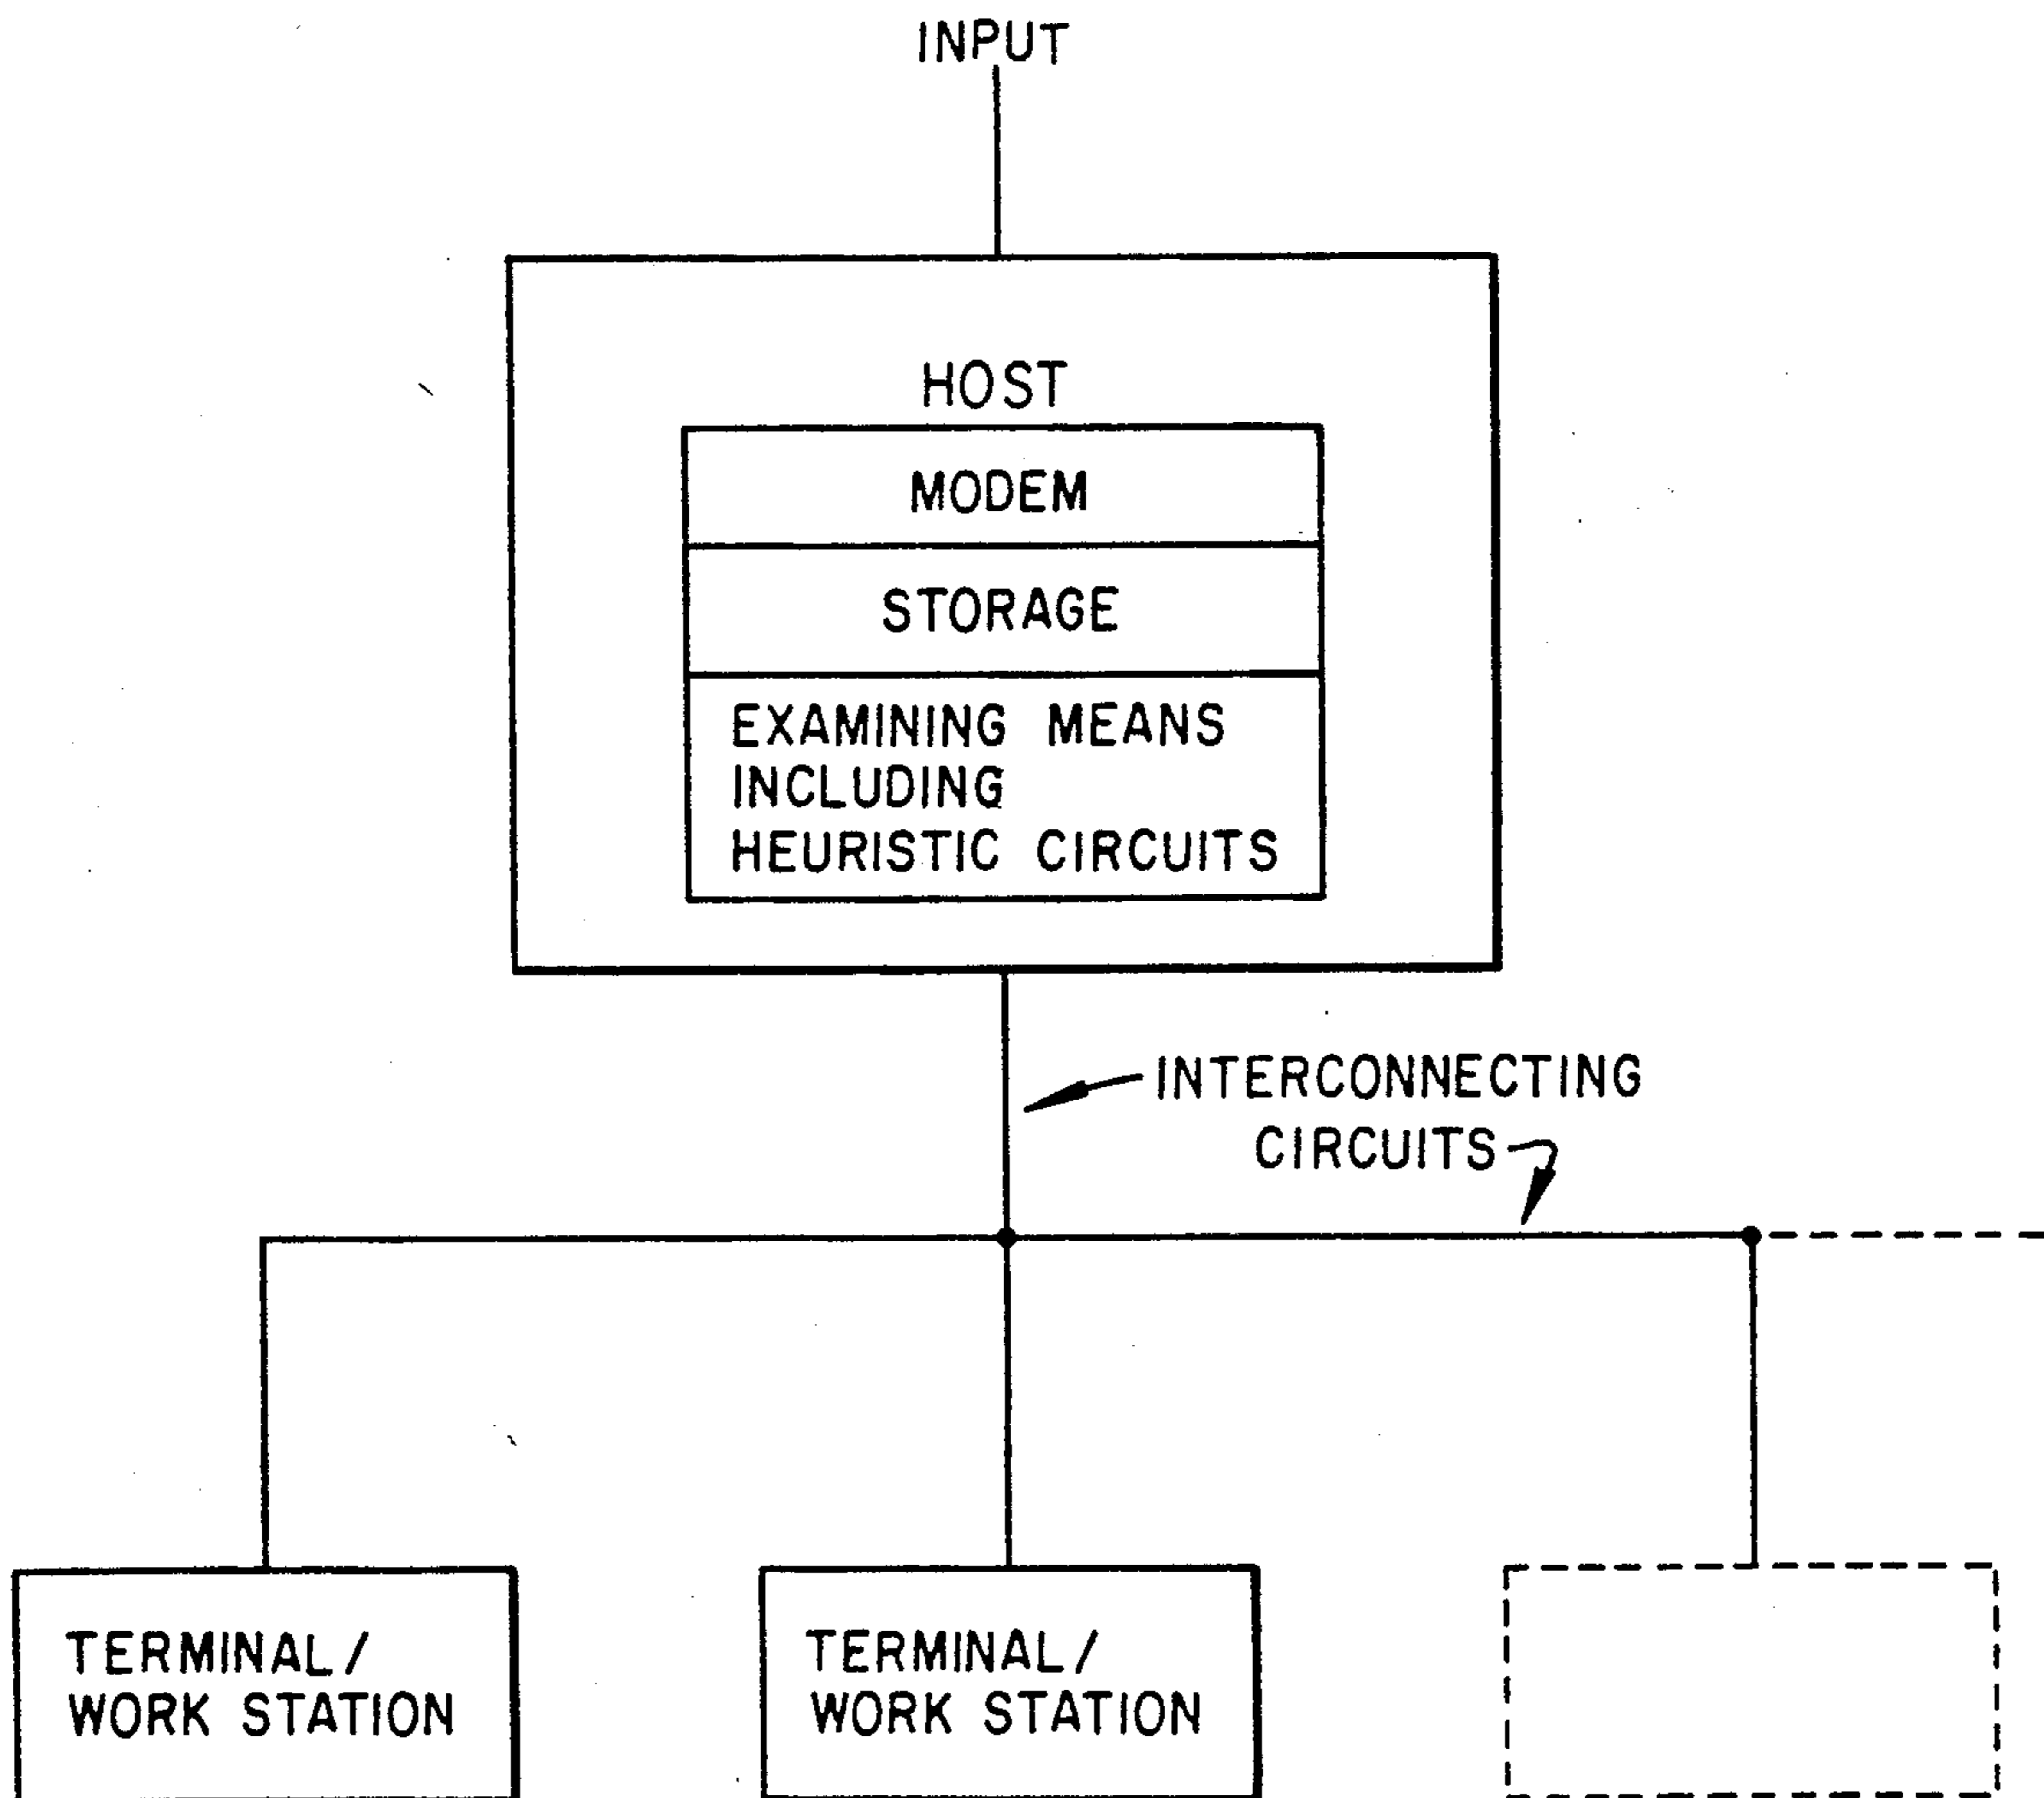 INPUT
HOST
MODEM
STORAGE
EXAMINING MEANS
INCLUDING
HEURISTIC CIRCUITS
INTERCONNECTING
CIRCUITS
TERMINAL/
WORK STATION
TERMINAL/
WORK STATION